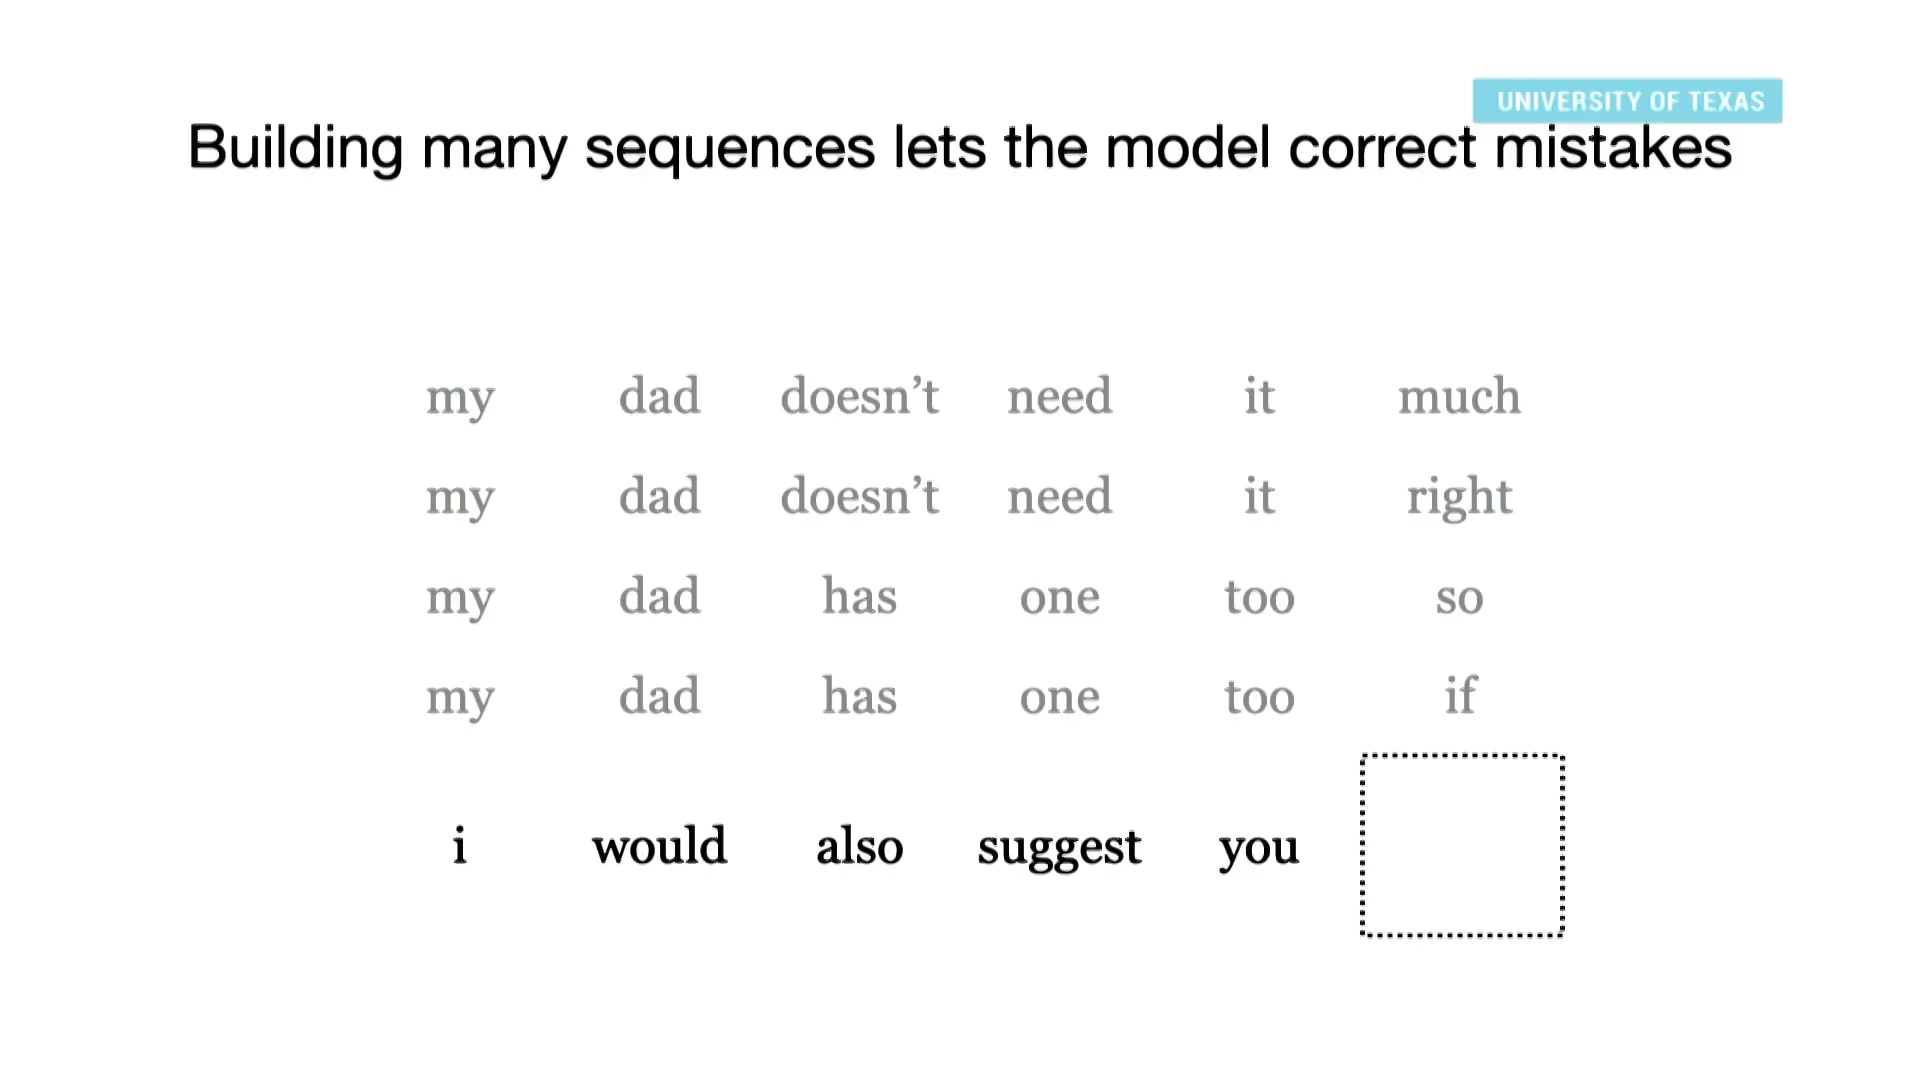 UNIVERSITY OF TEXAS
Building many sequences lets the model correct mistakes
my dad doesn’t need it much
my dad doesn’t need it right
my dad has one too so
my dad has one too if
i would also suggest you